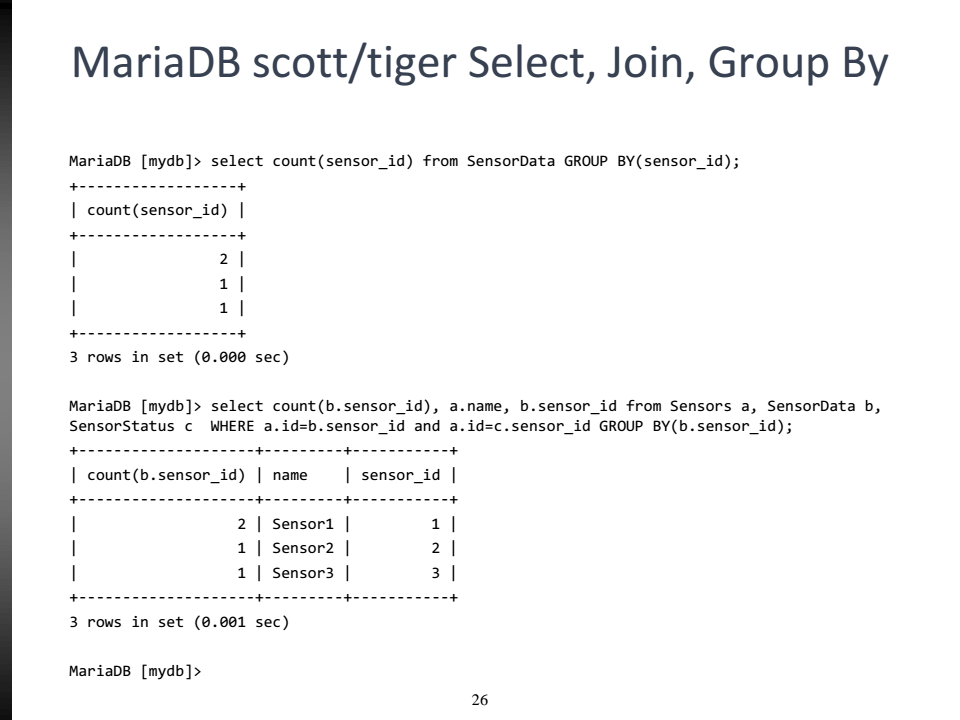 MariaDB scott/tiger Select, Join, Group By
MariaDB [mydb]> select count(sensor_id) from SensorData GROUP BY(sensor_id);
+------------------+
| count(sensor_id) |
+------------------+
|                2 |
|                1 |
|                1 |
+------------------+
3 rows in set (0.000 sec)
MariaDB [mydb]> select count(b.sensor_id), a.name, b.sensor_id from Sensors a, SensorData b,
SensorStatus c  WHERE a.id=b.sensor_id and a.id=c.sensor_id GROUP BY(b.sensor_id);
+--------------------+---------+-----------+
| count(b.sensor_id) | name    | sensor_id |
+--------------------+---------+-----------+
|                  2 | Sensor1 |         1 |
|                  1 | Sensor2 |         2 |
|                  1 | Sensor3 |         3 |
+--------------------+---------+-----------+
3 rows in set (0.001 sec)
MariaDB [mydb]>
26